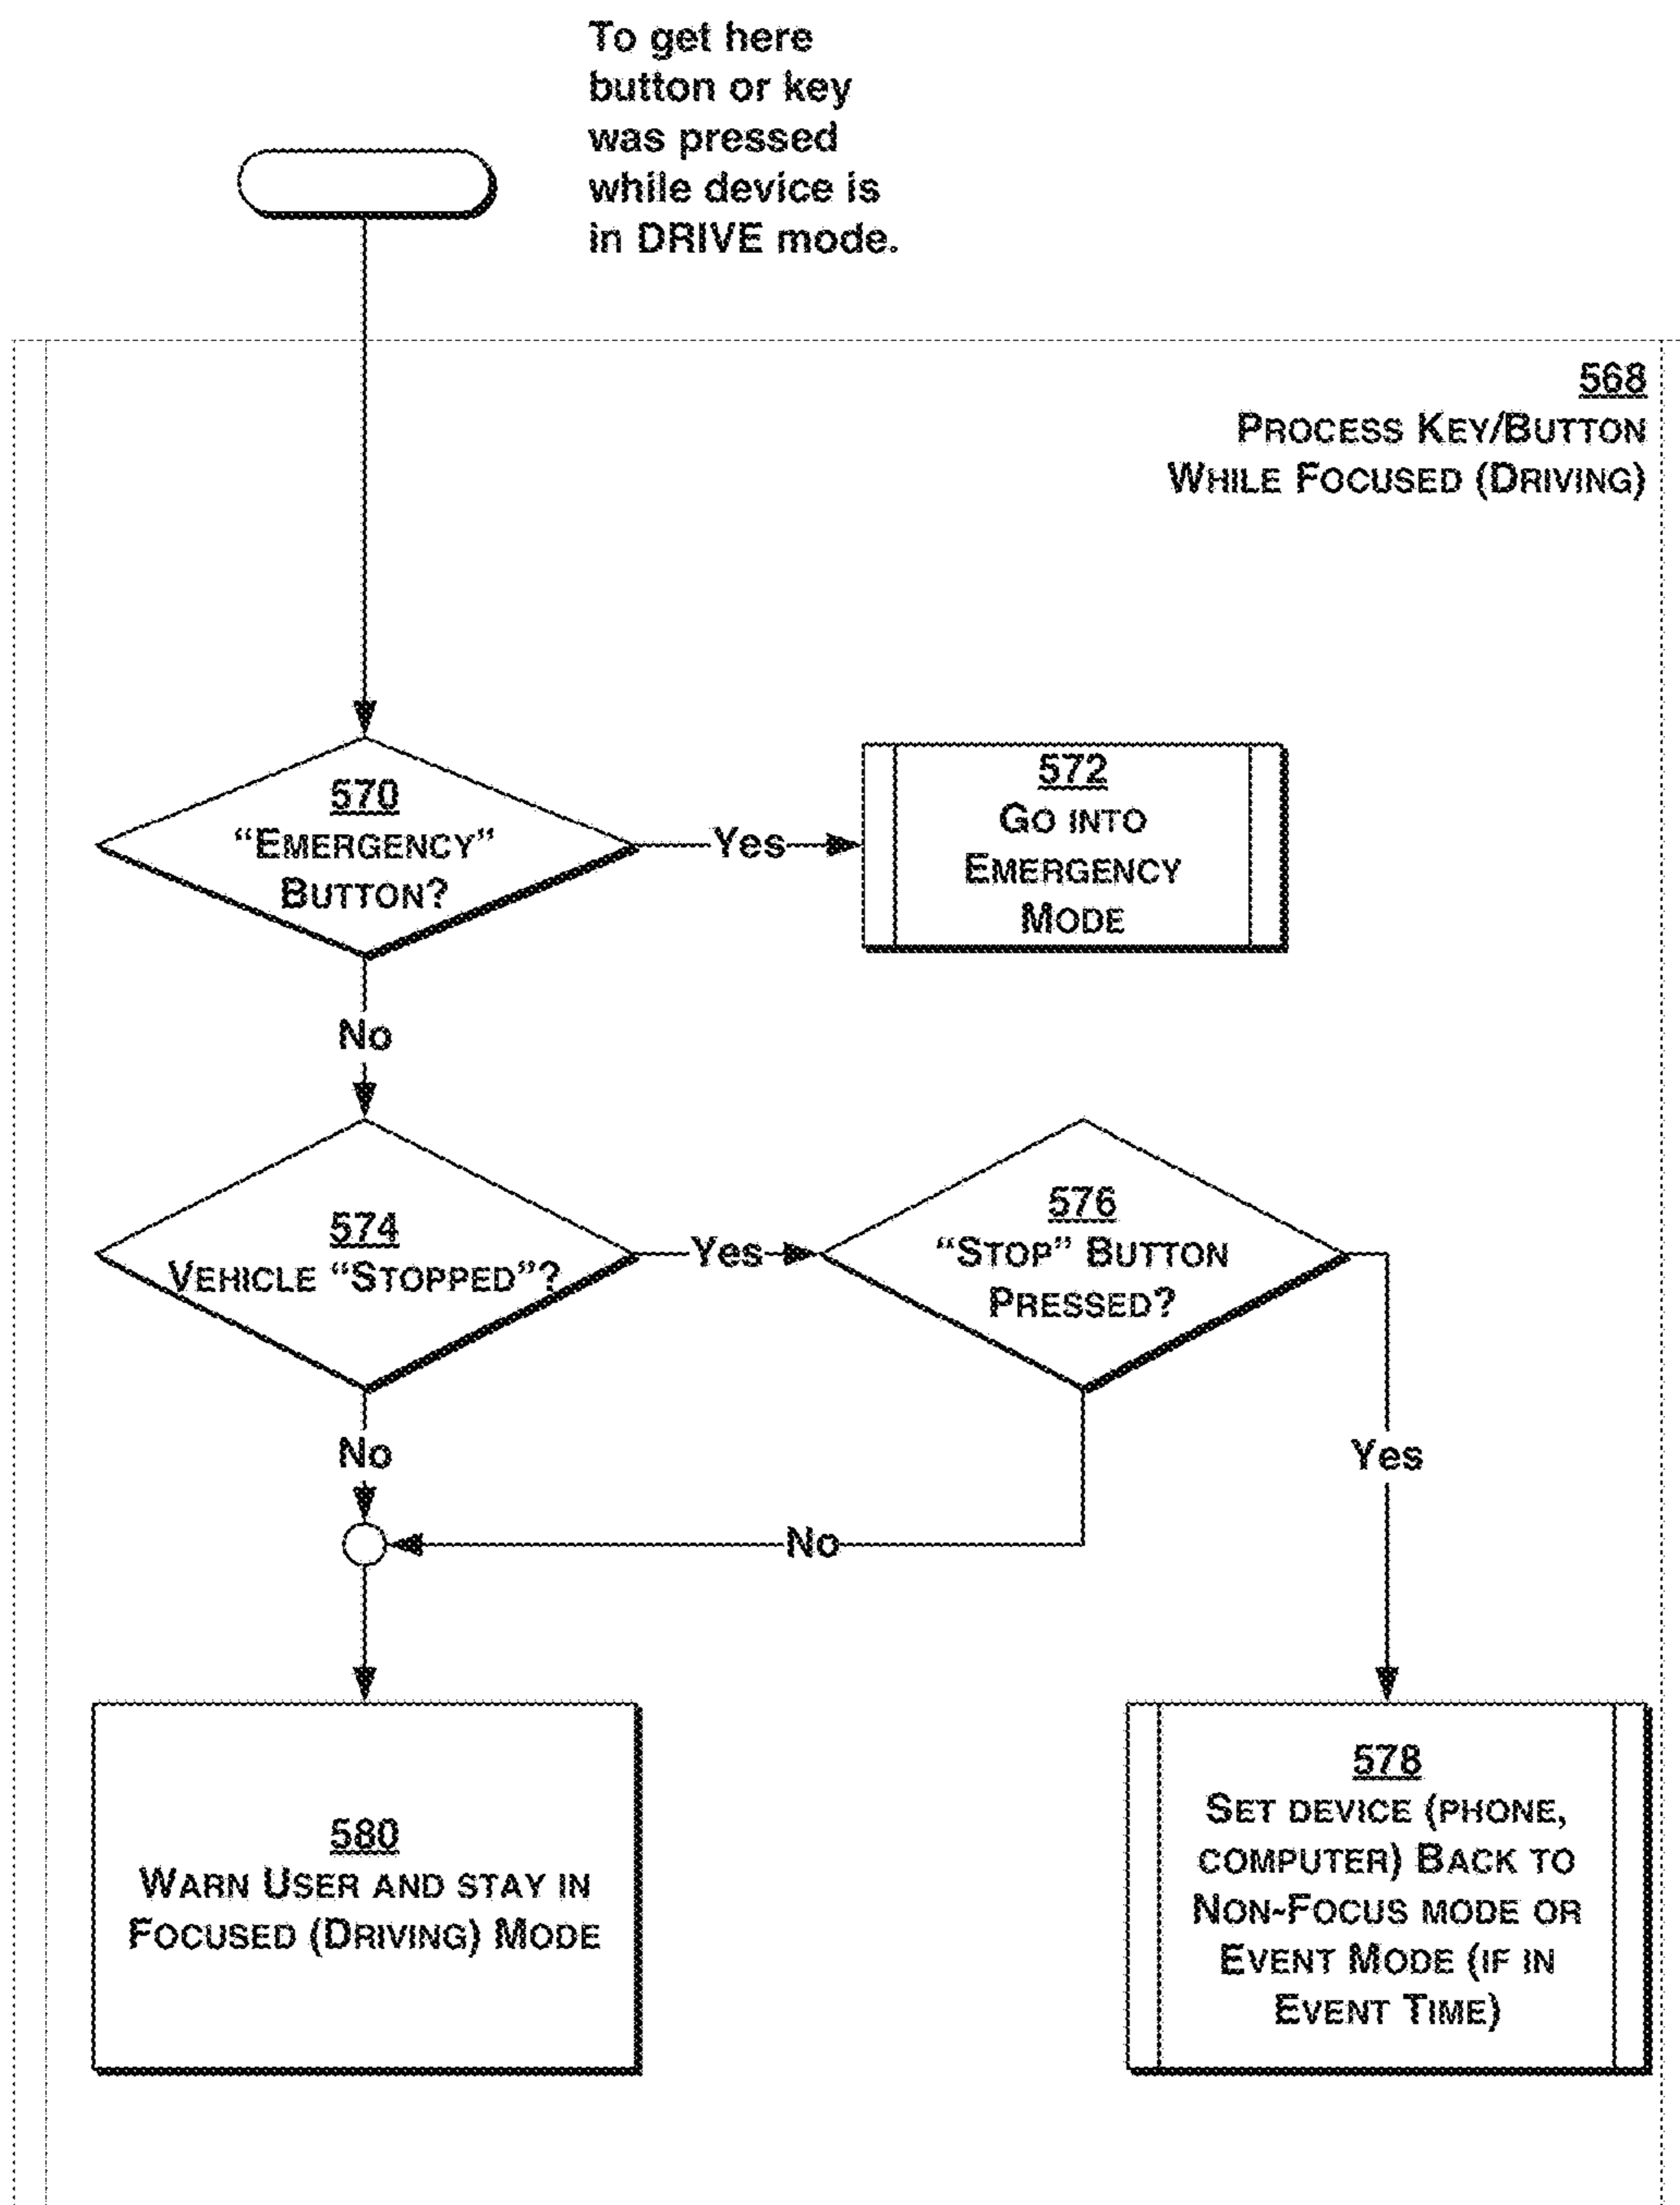 To get here
button or key
was pressed
while device is
in DRIVE mode.
568
PROCESS KEY/BUTTON
WHILE FOCUSED (DRIVING)
570
“EMERGENCY”
BUTTON?
Yes
572
GO INTO
EMERGENCY
MODE
No
574
VEHICLE “STOPPED”?
Yes
576
“STOP” BUTTON
PRESSED?
No
Yes
No
580
WARN USER AND STAY IN
FOCUSED (DRIVING) MODE
578
SET DEVICE (PHONE,
COMPUTER) BACK TO
NON-FOCUS MODE OR
EVENT MODE (IF IN
EVENT TIME)